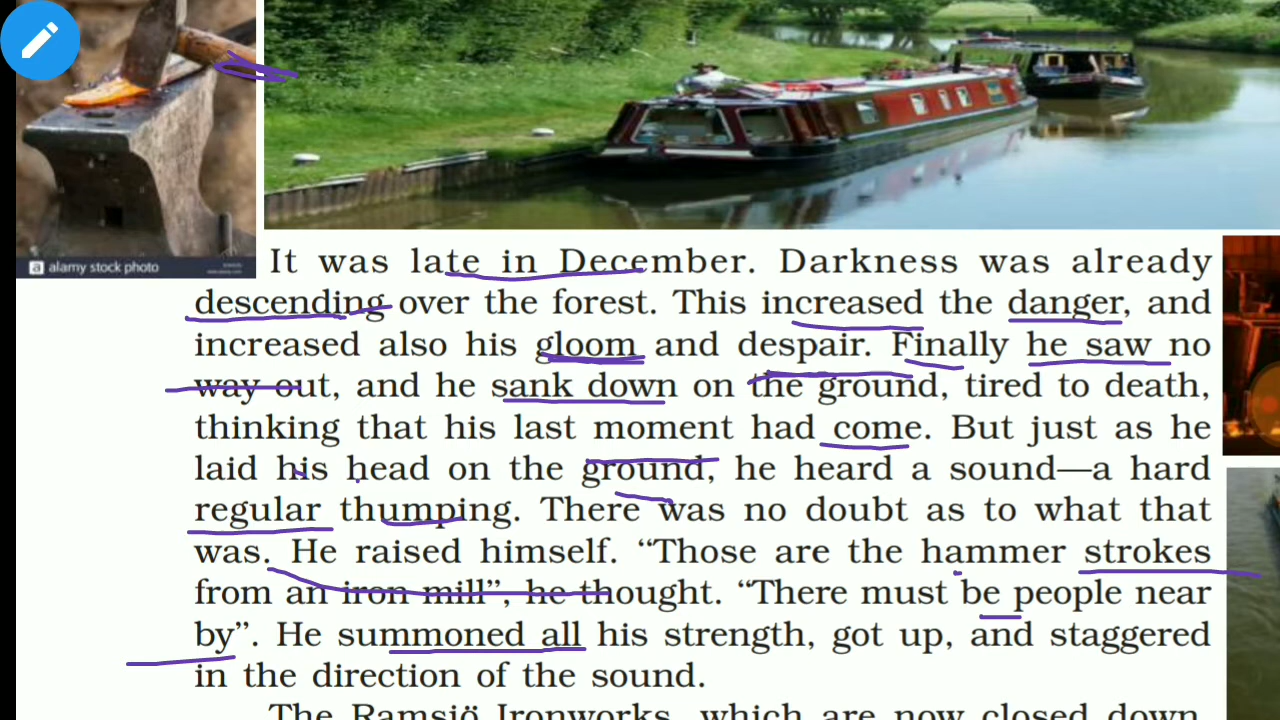 alamy stock photo
It was late in December. Darkness was already
descending over the forest. This increased the danger, and
increased also his gloom and despair. Finally he saw no
way out, and he sank down on the ground, tired to death,
thinking that his last moment had come. But just as he
laid his head on the ground, he heard a sound—a hard
regular thumping. There was no doubt as to what that
was. He raised himself. “Those are the hammer strokes
from an iron mill”, he thought. “There must be people near
by”. He summoned all his strength, got up, and staggered
in the direction of the sound.
The Ramsjö Ironworks, which are now closed down,